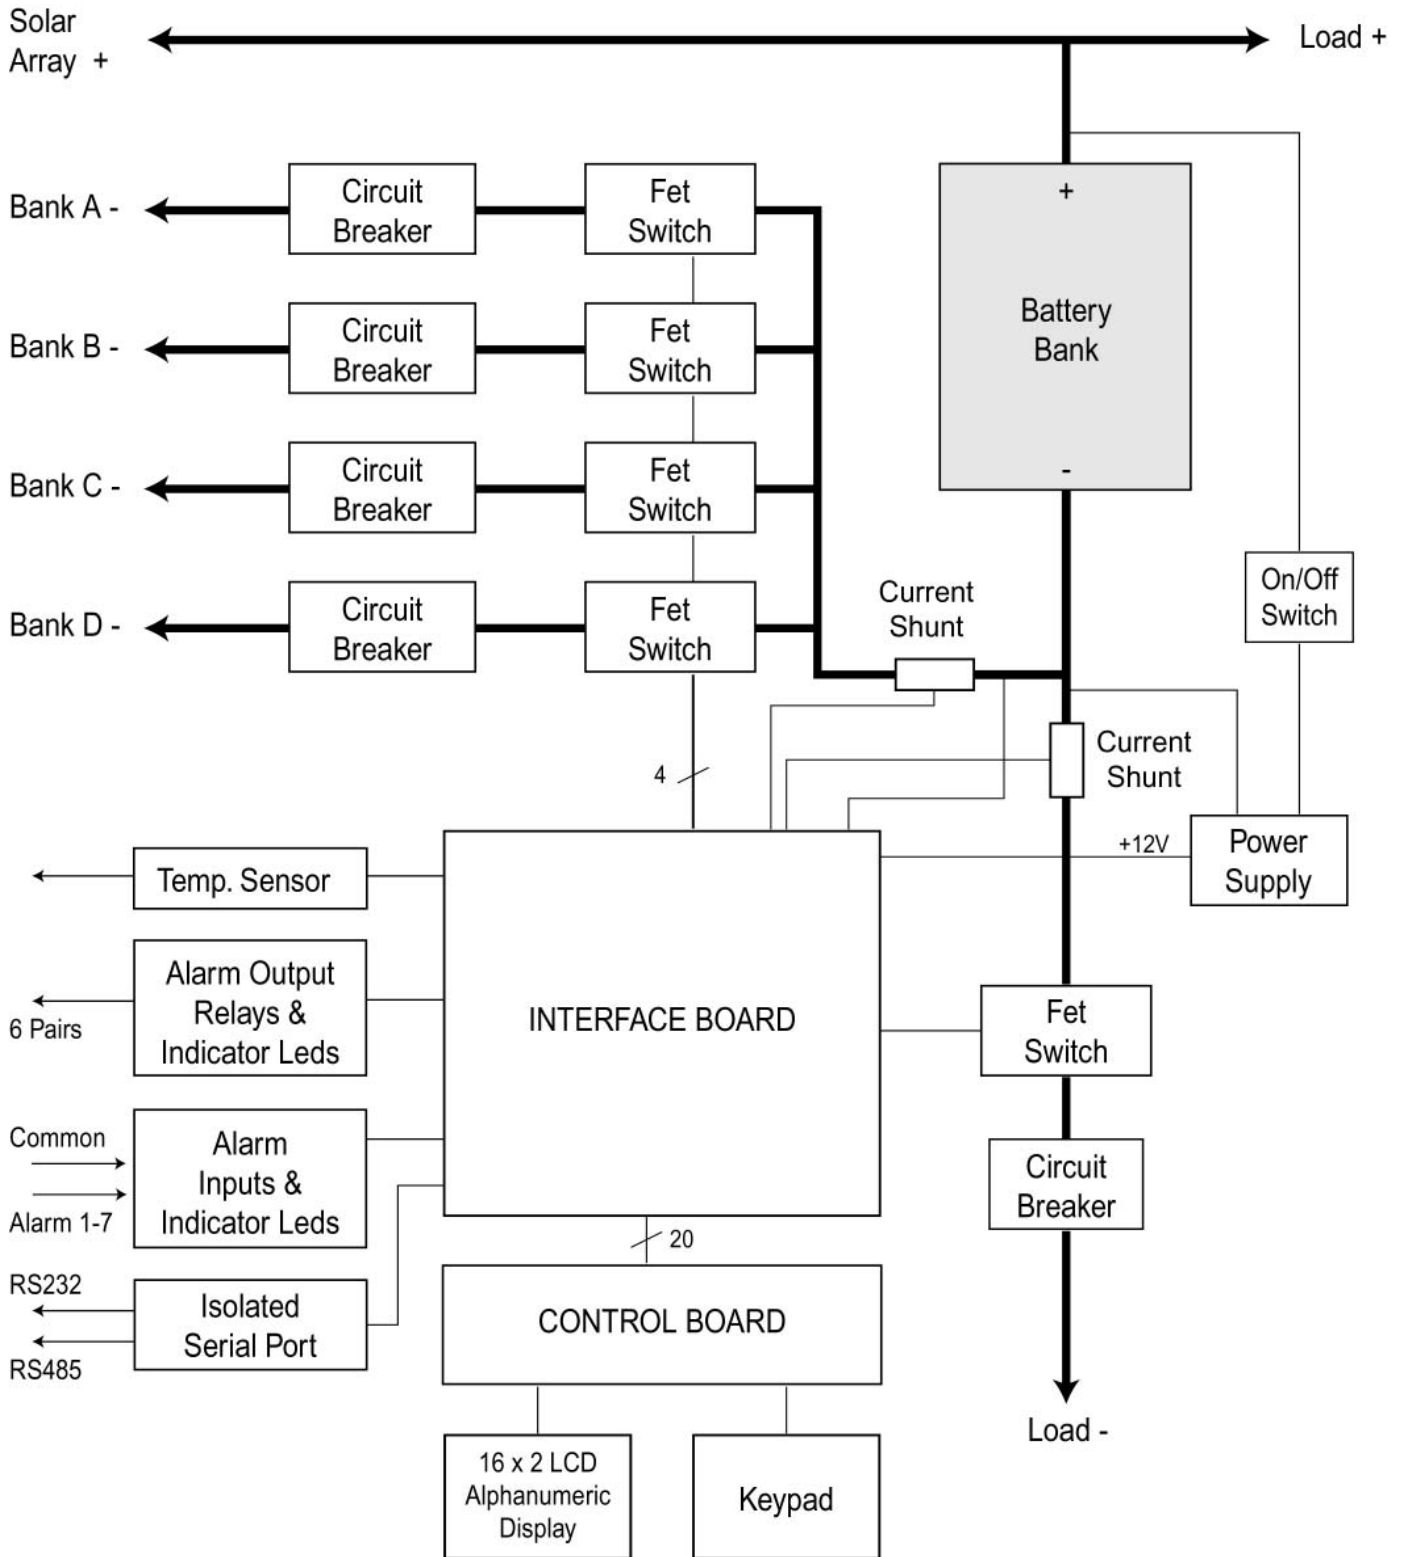 Solar
Array +
Load +
Bank A -
Circuit
Breaker
Fet
Switch
+
Battery
Bank
-
Bank B -
Circuit
Breaker
Fet
Switch
Bank C -
Circuit
Breaker
Fet
Switch
Bank D -
Circuit
Breaker
Fet
Switch
Current
Shunt
On/Off
Switch
Current
Shunt
4
+12V
Power
Supply
Temp. Sensor
Alarm Output
Relays &
Indicator Leds
6 Pairs
INTERFACE BOARD
Fet
Switch
Common
Alarm 1-7
Alarm
Inputs &
Indicator Leds
Circuit
Breaker
20
RS232
RS485
Isolated
Serial Port
CONTROL BOARD
Load -
16 x 2 LCD
Alphanumeric
Display
Keypad